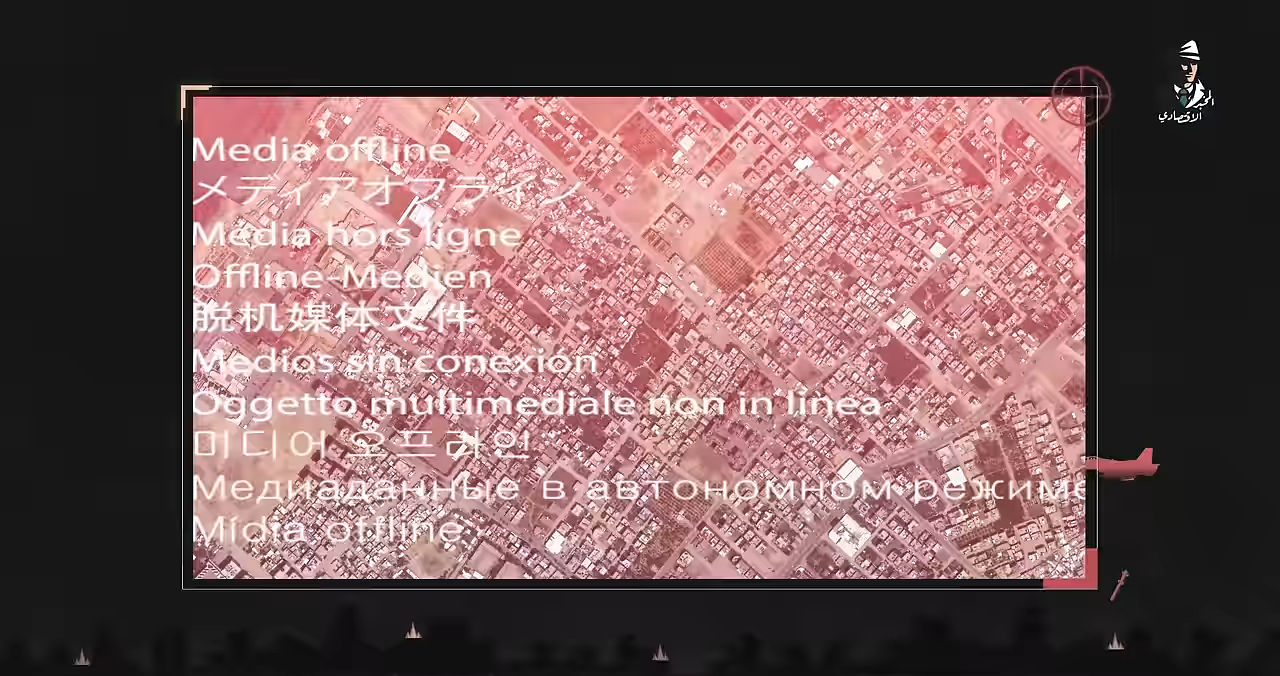 Media offline
メディアオフライン
Média hors ligne
Offline-Medien
脱机媒体文件
Medios sin conexión
Oggetto multimediale non in linea
미디어 오프라인
Медиаданные в автономном режиме
Mídia offline
المخبر
الاقتصادي